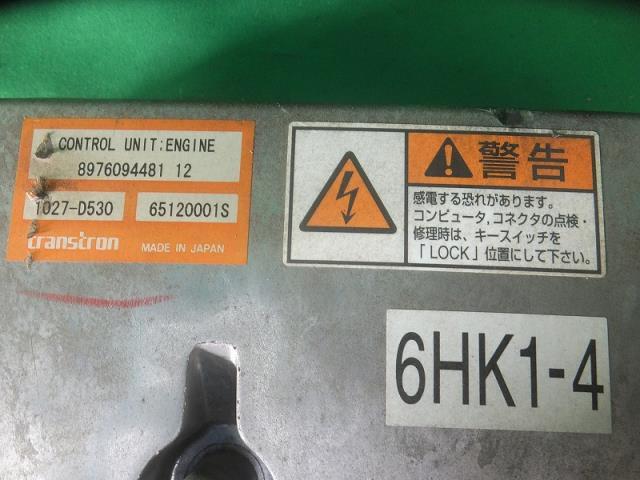 CONTROL UNIT:ENGINE
8976094481 12
1027-D530 65120001S
transtron MADE IN JAPAN
警告
感電する恐れがあります。
コンピュータ,コネクタの点検・
修理時は、キースイッチを
「LOCK」位置にして下さい。
6HK1-4